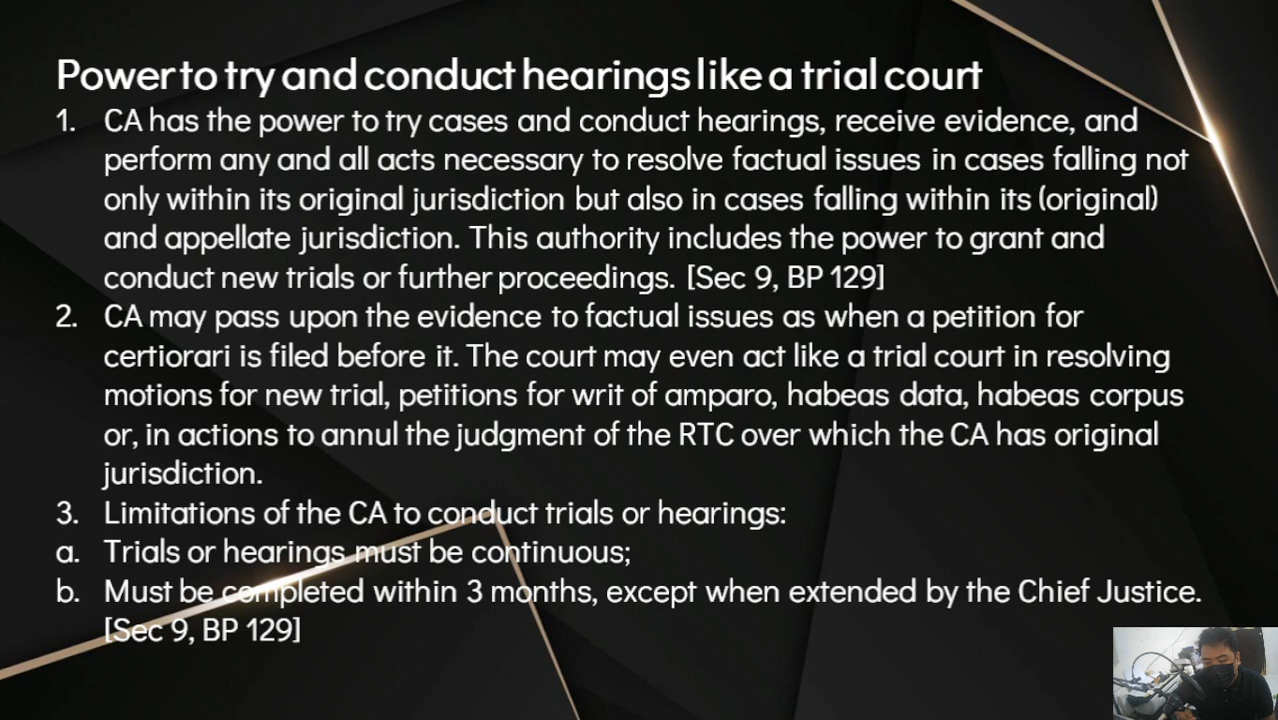 Power to try and conduct hearings like a trial court
1. CA has the power to try cases and conduct hearings, receive evidence, and
perform any and all acts necessary to resolve factual issues in cases falling not
only within its original jurisdiction but also in cases falling within its (original)
and appellate jurisdiction. This authority includes the power to grant and
conduct new trials or further proceedings. [Sec 9, BP 129]
2. CA may pass upon the evidence to factual issues as when a petition for
certiorari is filed before it. The court may even act like a trial court in resolving
motions for new trial, petitions for writ of amparo, habeas data, habeas corpus
or, in actions to annul the judgment of the RTC over which the CA has original
jurisdiction.
3. Limitations of the CA to conduct trials or hearings:
a. Trials or hearings must be continuous;
b. Must be completed within 3 months, except when extended by the Chief Justice.
[Sec 9, BP 129]